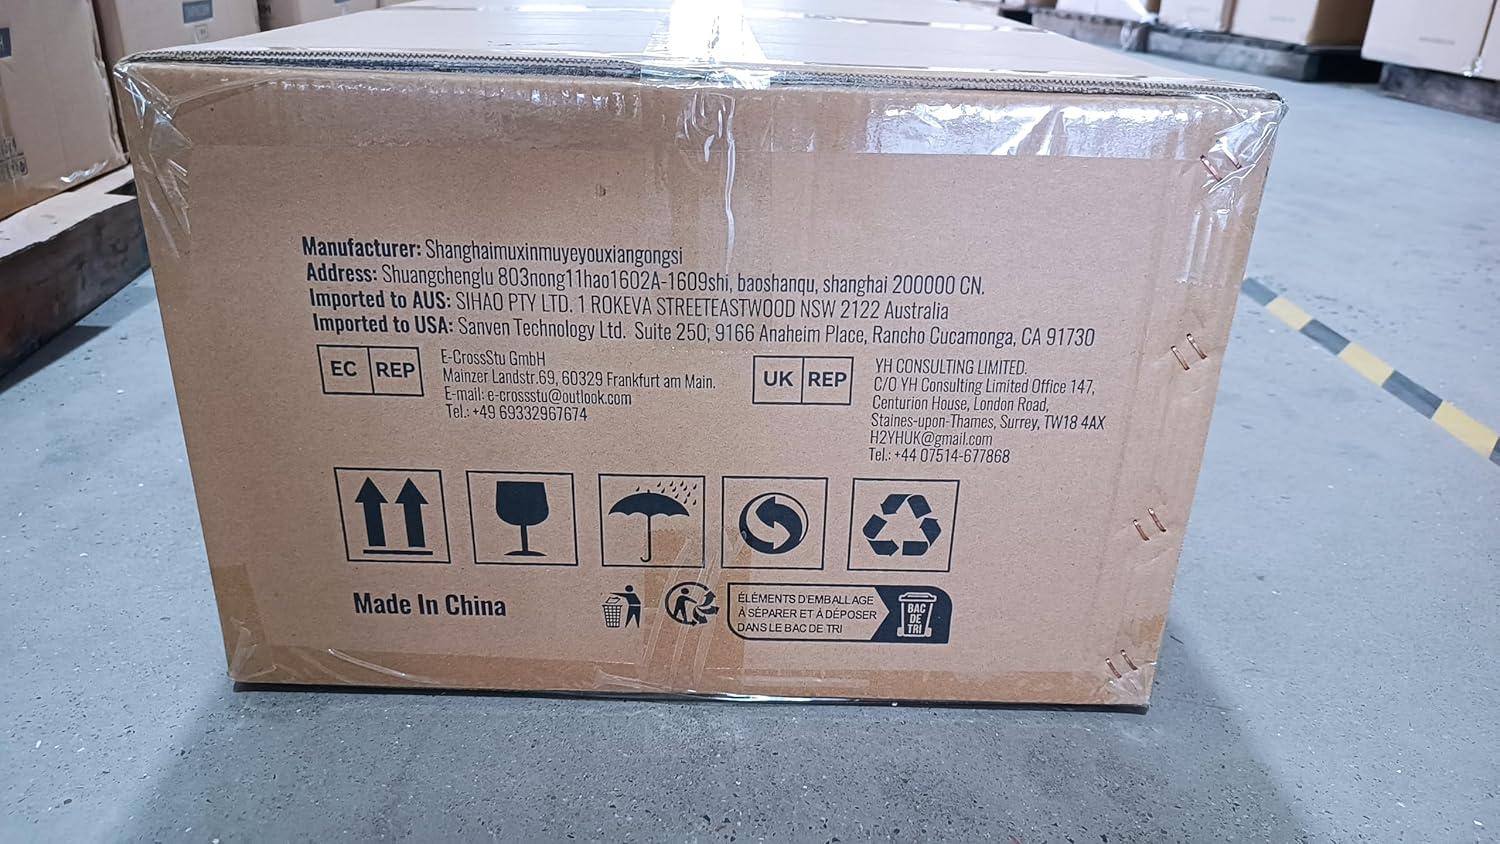 Manufacturer: Shanghaimuxinmuyeyouxiangongsi
Address: Shuangchenglu 803nong11hao1602A-1609shi, baoshanqu, shanghai 200000 CN.
Imported to AUS: SIHAO PTY LTD. 1 ROKEVA STREETEASTWOOD NSW 2122 Australia
Imported to USA: Sanven Technology Ltd. Suite 250, 9166 Anaheim Place, Rancho Cucamonga, CA 91730
EC REP
E-CrossStu GmbH
Mainzer Landstr.69, 60329 Frankfurt am Main.
E-mail: e-crossstu@outlook.com
Tel.: +49 69332967674
UK REP
YH CONSULTING LIMITED.
C/O YH Consulting Limited Office 147,
Centurion House, London Road,
Staines-upon-Thames, Surrey, TW18 4AX
H2YHUK@gmail.com
Tel.: +44 07514-677868
Made In China
ÉLÉMENTS D'EMBALLAGE
À SÉPARER ET À DÉPOSER
DANS LE BAC DE TRI
BAC
DE
TRI